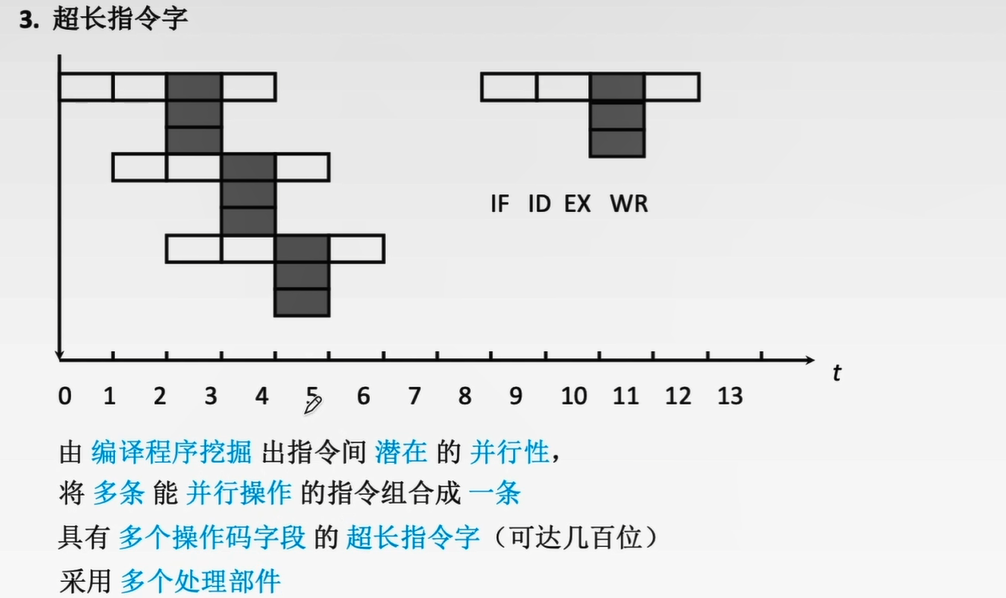 3. 超长指令字
IF ID EX WR
t
0 1 2 3 4 5 6 7 8 9 10 11 12 13
由 编译程序挖掘 出指令间 潜在 的 并行性，
将 多条 能 并行操作 的指令组合成 一条
具有 多个操作码字段 的 超长指令字（可达几百位）
采用 多个处理部件